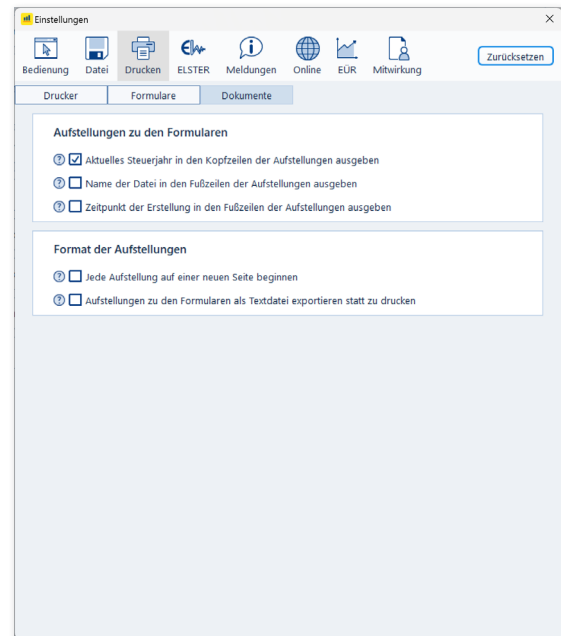 Einstellungen
Bedienung Datei Drucken ELSTER Meldungen Online EÜR Mitwirkung Zurücksetzen
Drucker Formulare Dokumente
Aufstellungen zu den Formularen
Aktuelles Steuerjahr in den Kopfzeilen der Aufstellungen ausgeben
Name der Datei in den Fußzeilen der Aufstellungen ausgeben
Zeitpunkt der Erstellung in den Fußzeilen der Aufstellungen ausgeben
Format der Aufstellungen
Jede Aufstellung auf einer neuen Seite beginnen
Aufstellungen zu den Formularen als Textdatei exportieren statt zu drucken